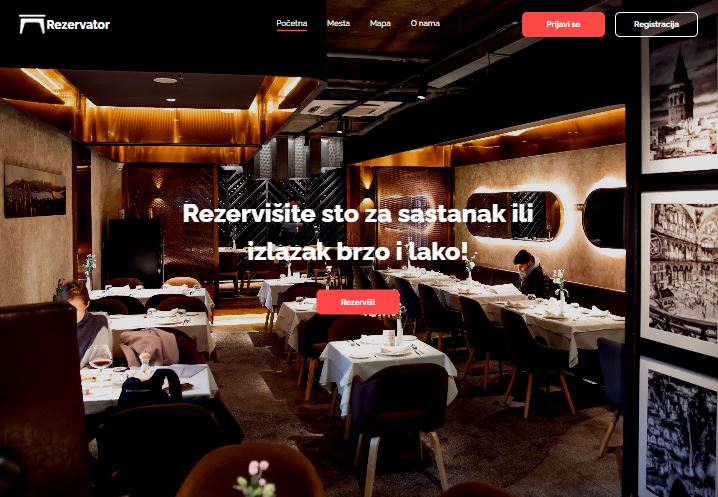 Rezervator
Početna
Mesta
Mapa
O nama
Prijavi se
Registracija
Rezervišite sto za sastanak ili
izlazak brzo i lako!
Rezerviši